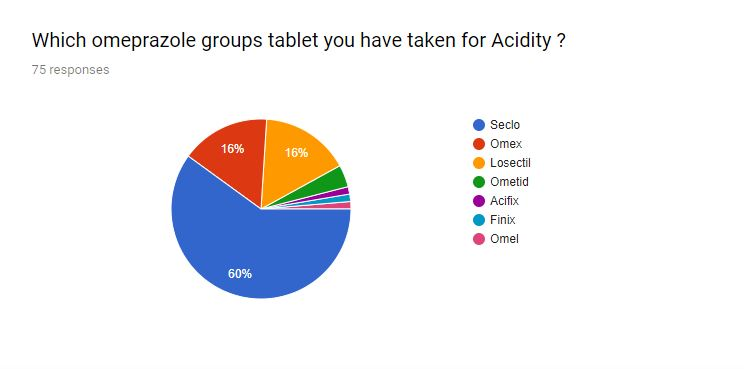 Which omeprazole groups tablet you have taken for Acidity ?
75 responses
16%
16%
60%
Seclo
Omex
Losectil
Ometid
Acifix
Finix
Omel